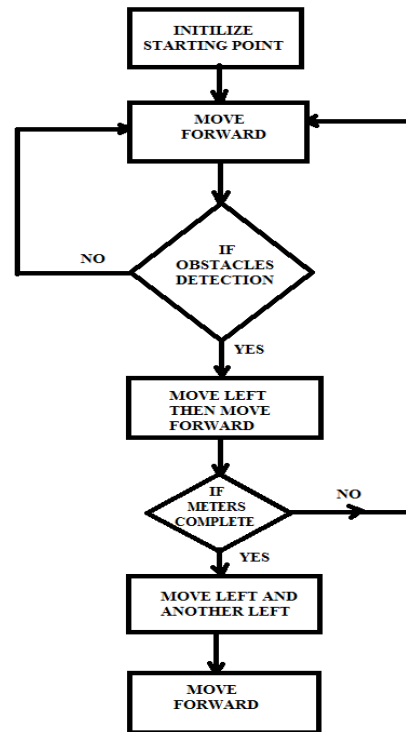 INITILIZE
STARTING POINT
MOVE
FORWARD
IF
OBSTACLES
DETECTION
NO
YES
MOVE LEFT
THEN MOVE
FORWARD
IF
METERS
COMPLETE
NO
YES
MOVE LEFT AND
ANOTHER LEFT
MOVE
FORWARD